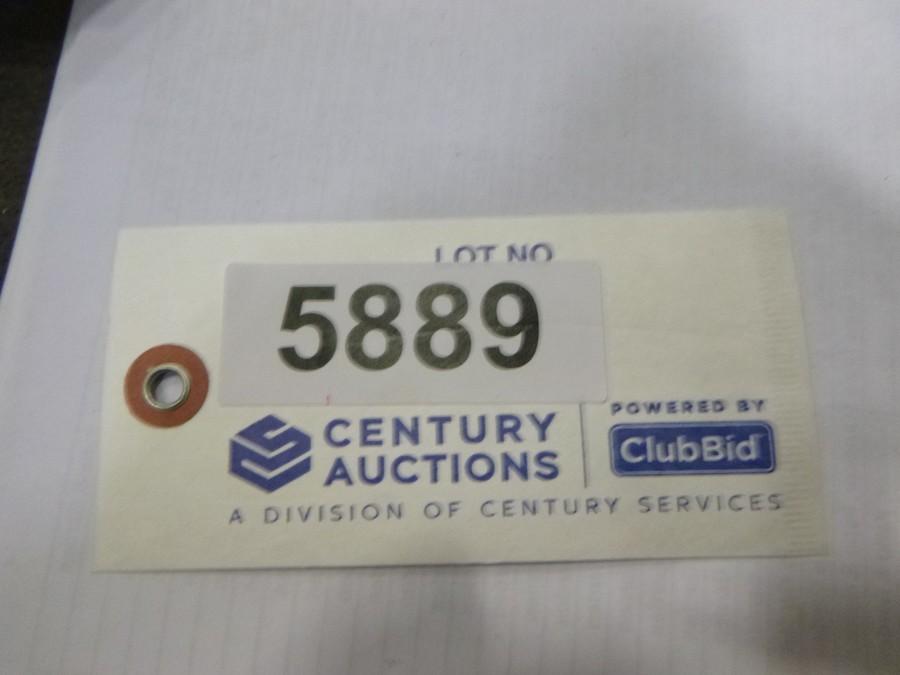 LOT NO
5889
CENTURY
AUCTIONS
POWERED BY
ClubBid
A DIVISION OF CENTURY SERVICES